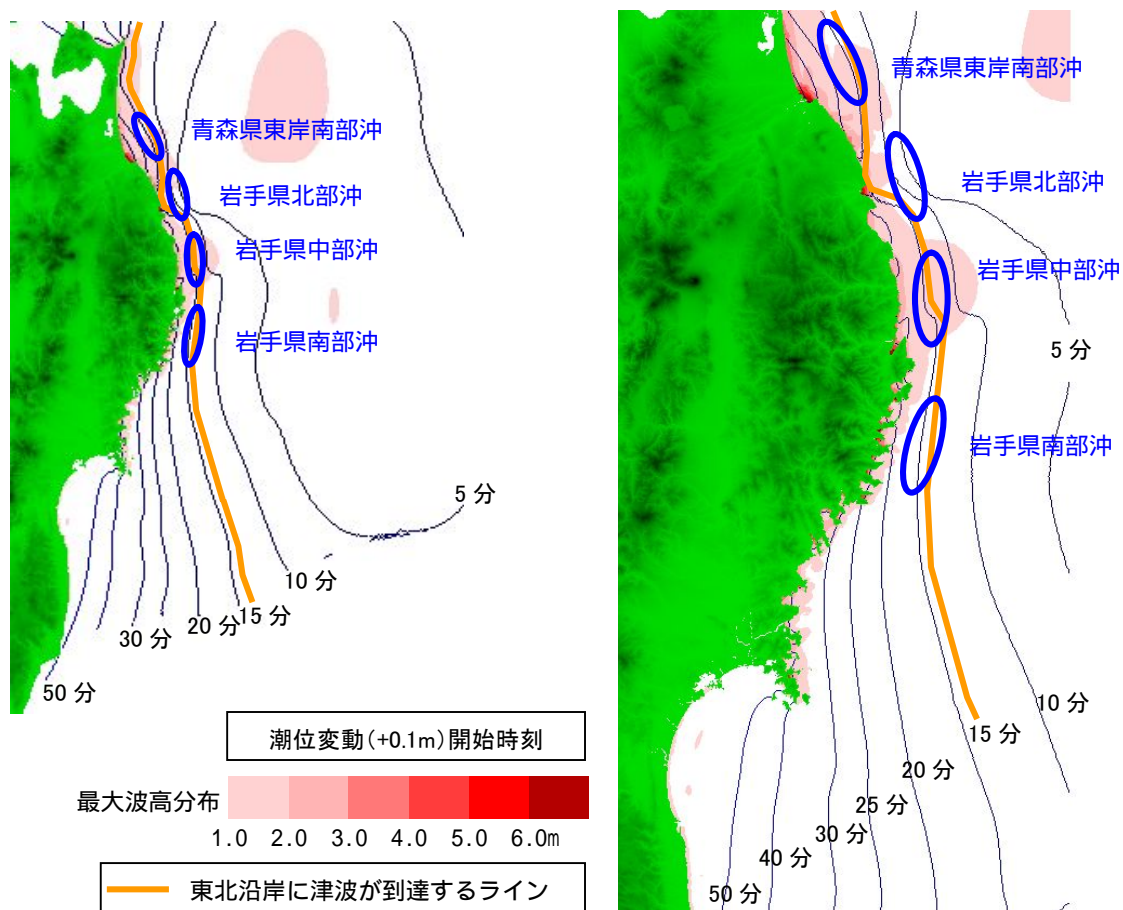 青森県東岸南部沖
岩手県北部沖
岩手県中部沖
岩手県南部沖
5 分
10 分
15 分
20 分
30 分
50 分
潮位変動(+0.1m)開始時刻
最大波高分布
1.0 2.0 3.0 4.0 5.0 6.0m
東北沿岸に津波が到達するライン
青森県東岸南部沖
岩手県北部沖
岩手県中部沖
5 分
岩手県南部沖
10 分
15 分
20 分
25 分
30 分
40 分
50 分